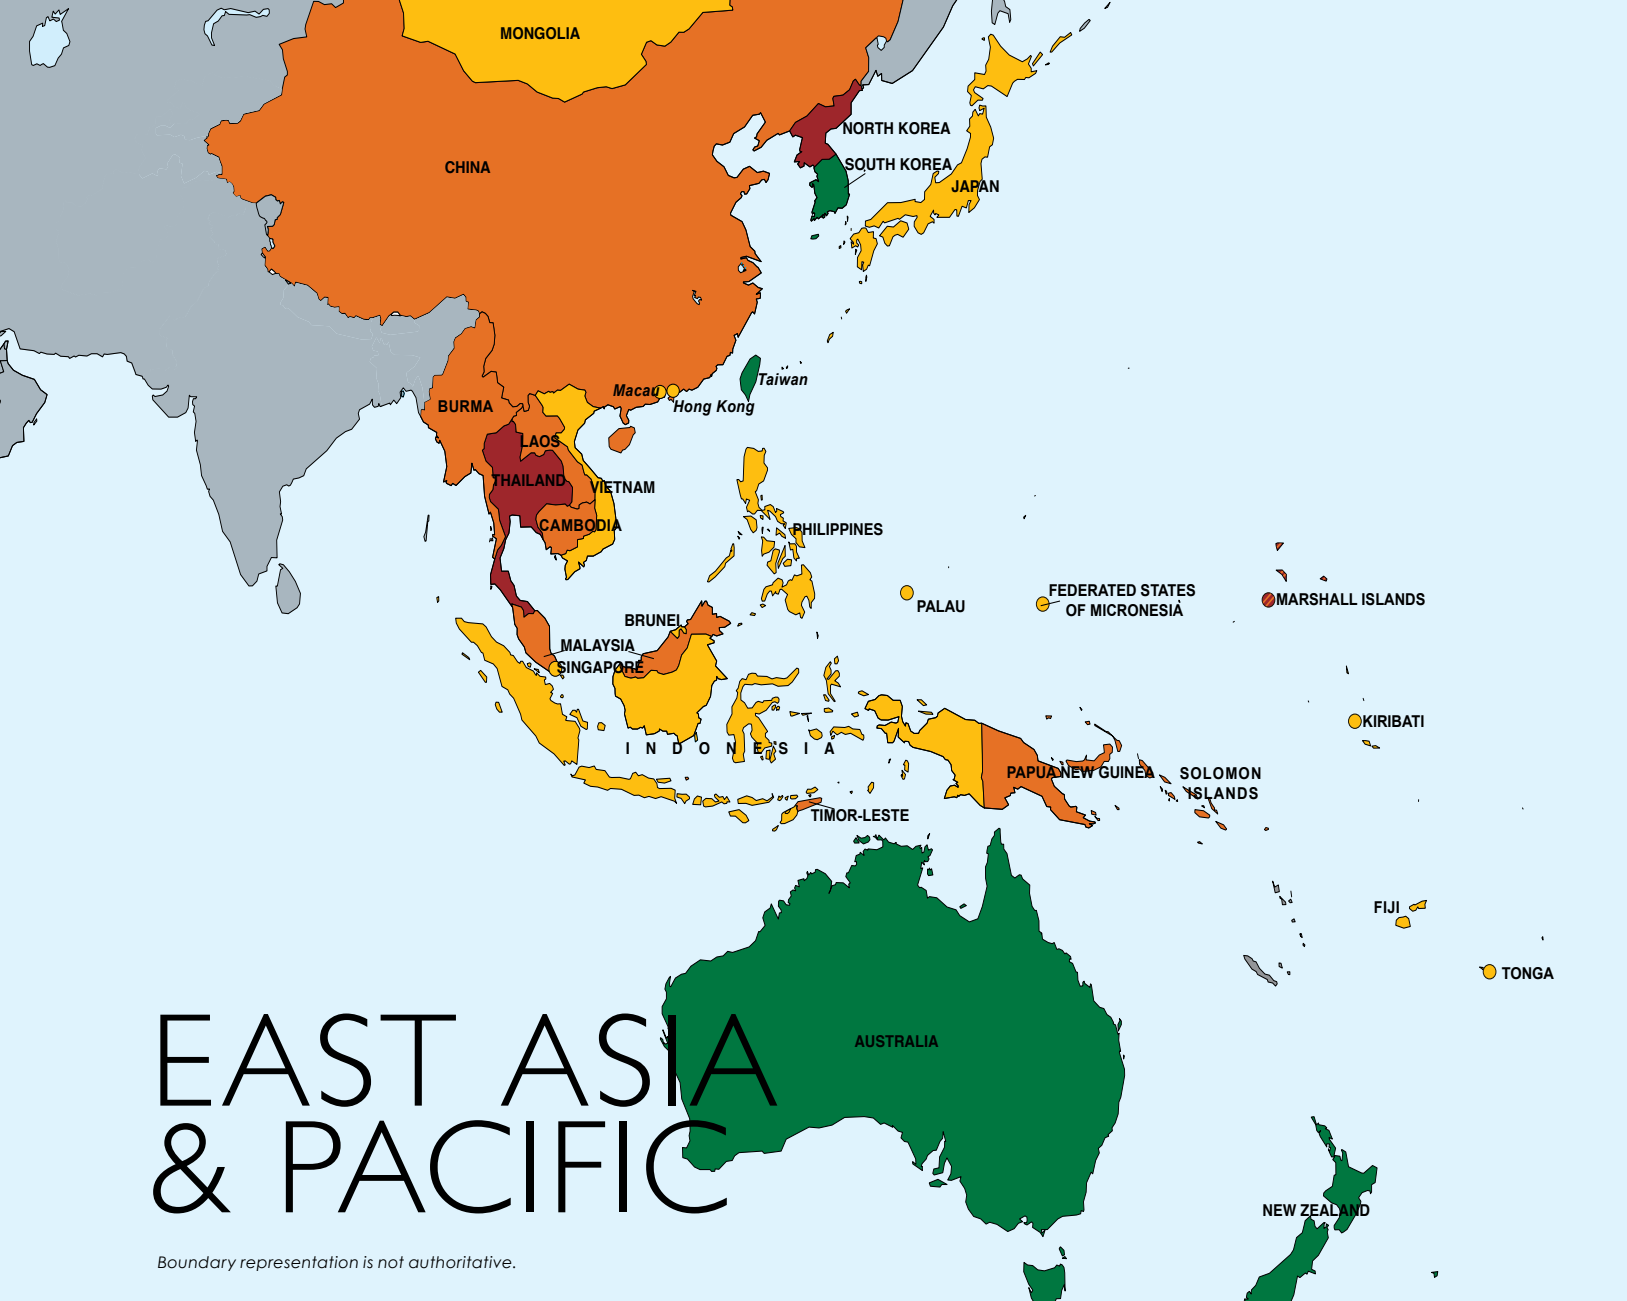 MONGOLIA
NORTH KOREA
CHINA
SOUTH KOREA
JAPAN
Macau
Taiwan
Hong Kong
BURMA
LAOS
THAILAND
VIETNAM
CAMBODIA
PHILIPPINES
PALAU
FEDERATED STATES
OF MICRONESIA
MARSHALL ISLANDS
BRUNEI
MALAYSIA
SINGAPORE
KIRIBATI
INDONESIA
PAPUA NEW GUINEA
SOLOMON
ISLANDS
TIMOR-LESTE
FIJI
TONGA
AUSTRALIA
NEW ZEALAND
EAST ASIA
& PACIFIC
Boundary representation is not authoritative.